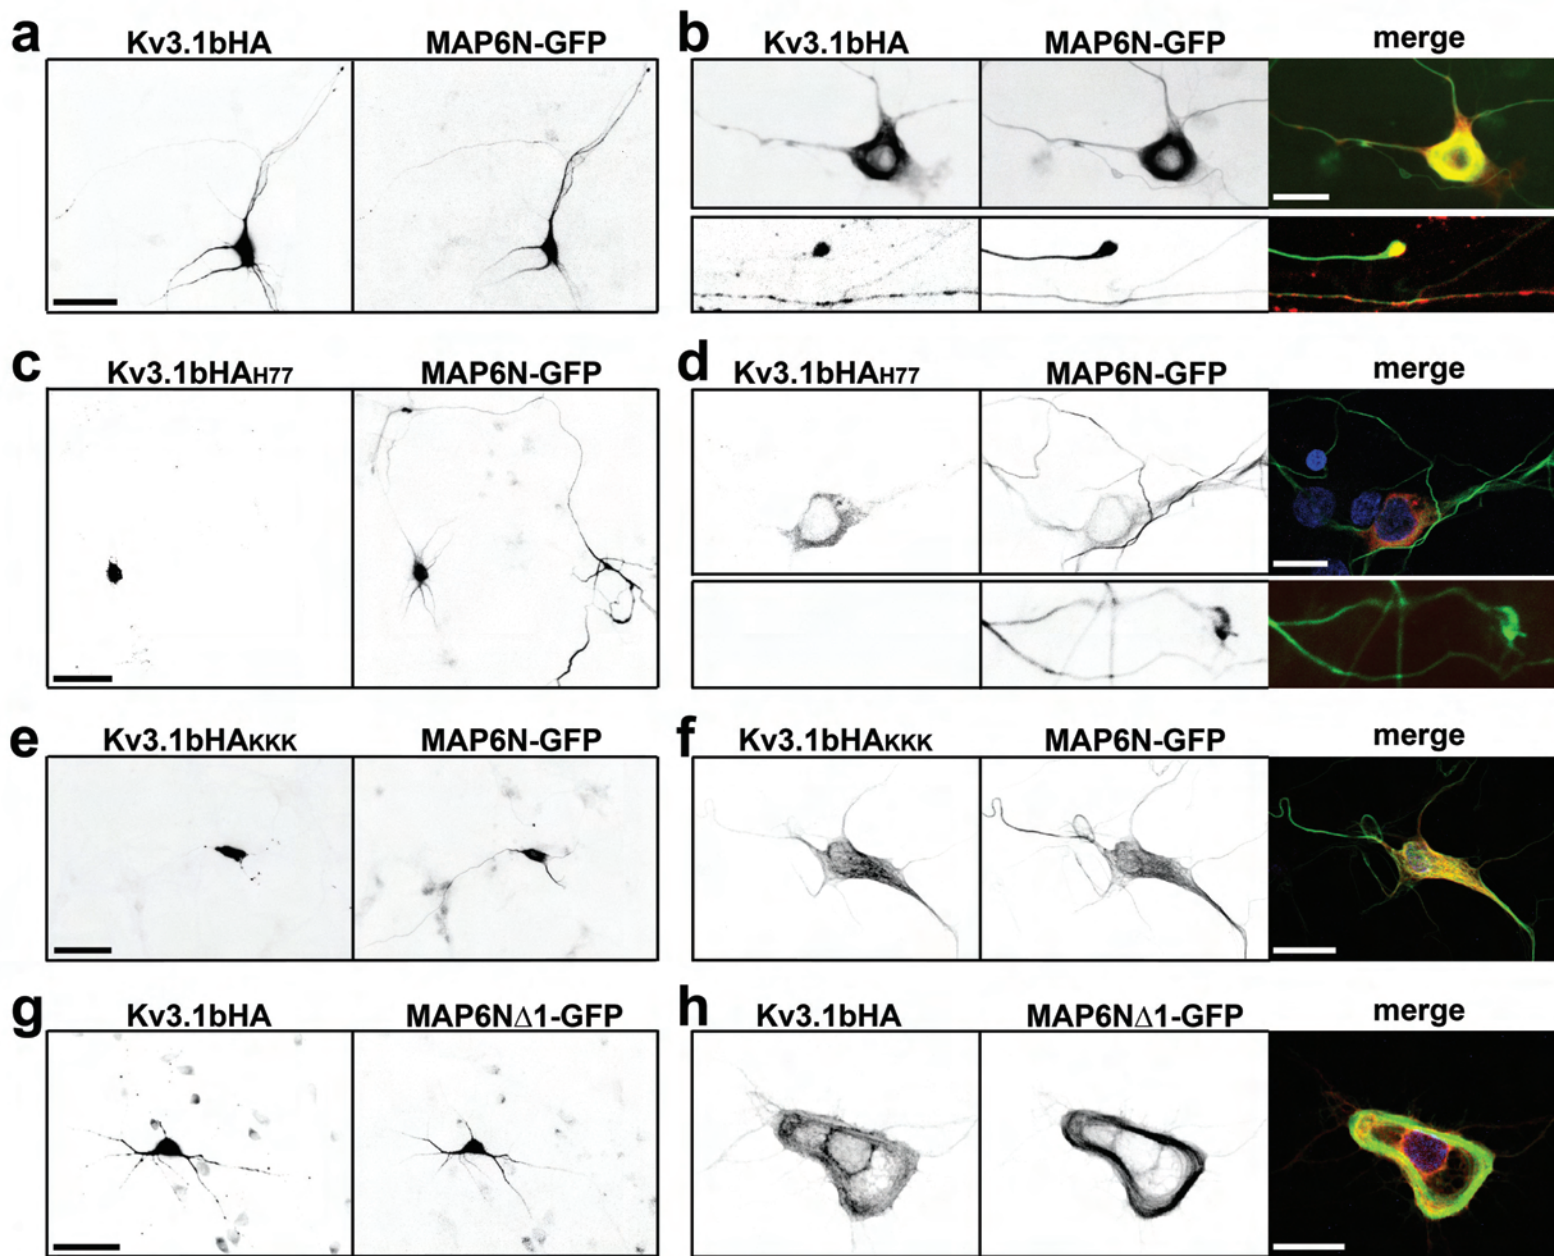 a
Kv3.1bHA MAP6N-GFP
b
Kv3.1bHA MAP6N-GFP merge
c
Kv3.1bHAH77 MAP6N-GFP
d
Kv3.1bHAH77 MAP6N-GFP merge
e
Kv3.1bHAKKK MAP6N-GFP
f
Kv3.1bHAKKK MAP6N-GFP merge
g
Kv3.1bHA MAP6NΔ1-GFP
h
Kv3.1bHA MAP6NΔ1-GFP merge